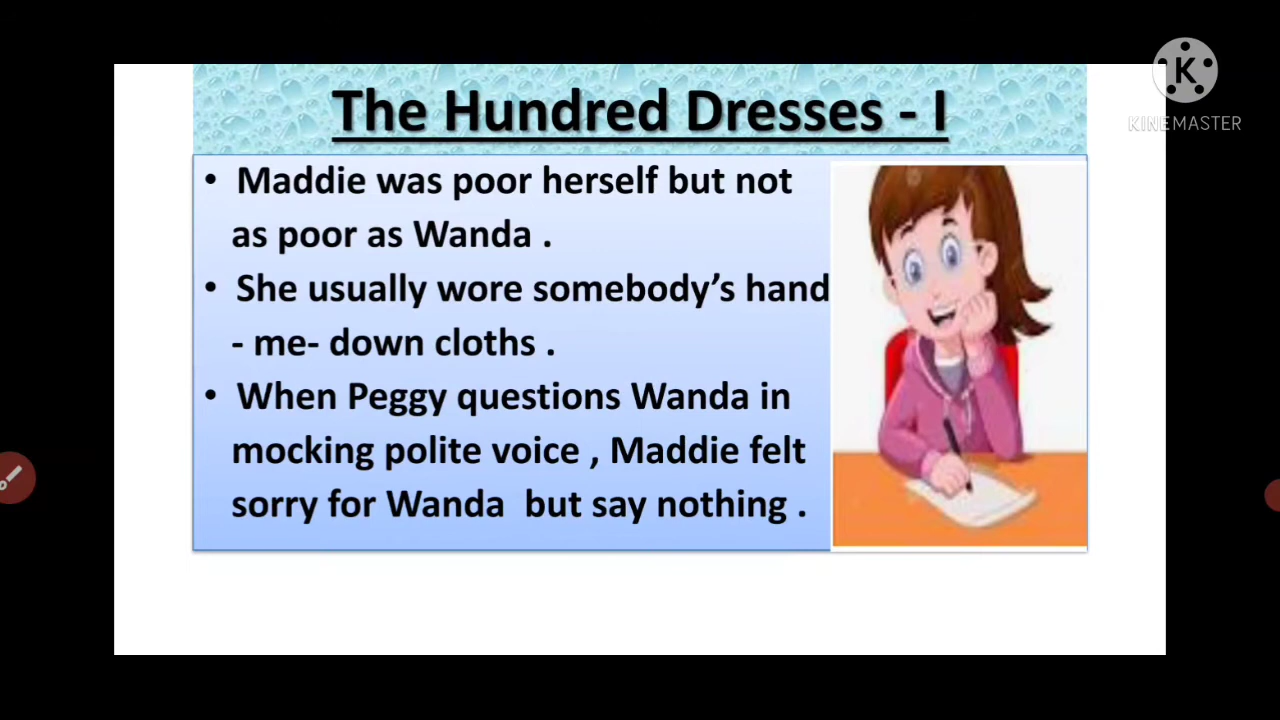 The Hundred Dresses - I
• Maddie was poor herself but not
as poor as Wanda .
• She usually wore somebody's hand
- me- down cloths .
• When Peggy questions Wanda in
mocking polite voice , Maddie felt
sorry for Wanda but say nothing .
K
KINEMASTER